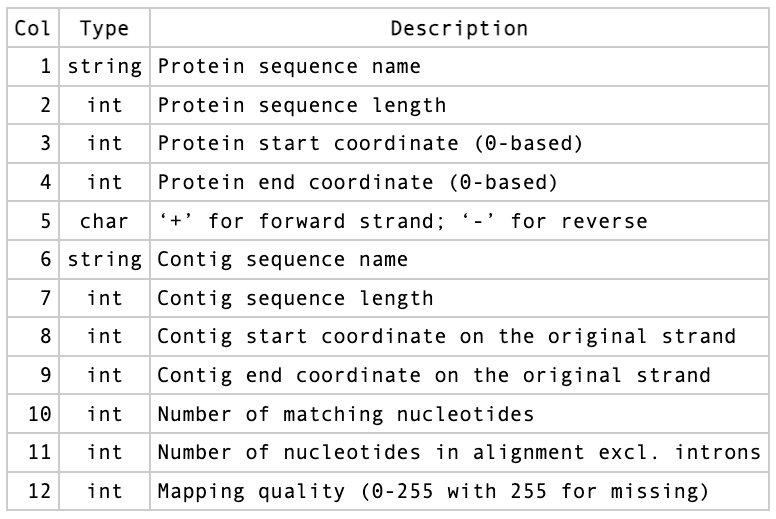 Col Type Description
1 string Protein sequence name
2 int Protein sequence length
3 int Protein start coordinate (0-based)
4 int Protein end coordinate (0-based)
5 char ‘+’ for forward strand; ‘-’ for reverse
6 string Contig sequence name
7 int Contig sequence length
8 int Contig start coordinate on the original strand
9 int Contig end coordinate on the original strand
10 int Number of matching nucleotides
11 int Number of nucleotides in alignment excl. introns
12 int Mapping quality (0-255 with 255 for missing)